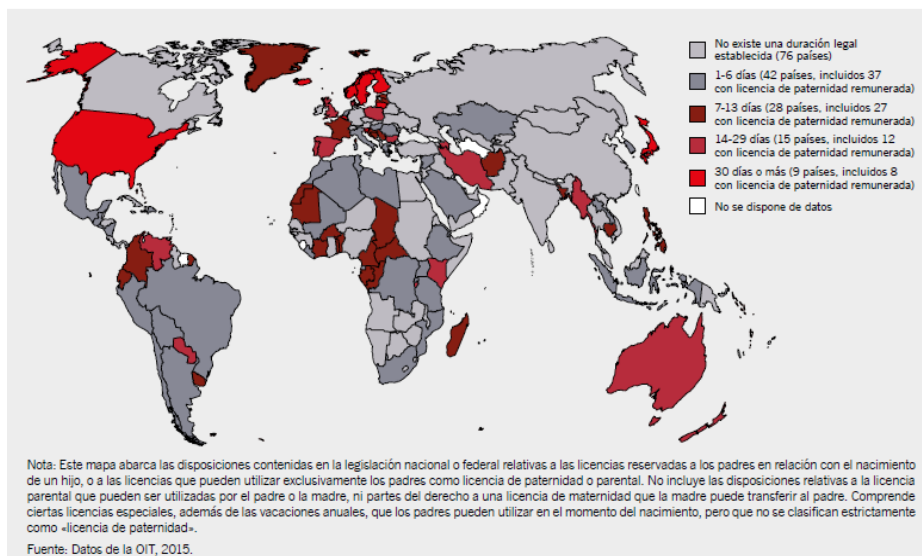 No existe una duración legal
establecida (76 países)
1-6 días (42 países, incluidos 37
con licencia de paternidad remunerada)
7-13 días (28 países, incluidos 27
con licencia de paternidad remunerada)
14-29 días (15 países, incluidos 12
con licencia de paternidad remunerada)
30 días o más (9 países, incluidos 8
con licencia de paternidad remunerada)
No se dispone de datos
Nota: Este mapa abarca las disposiciones contenidas en la legislación nacional o federal relativas a las licencias reservadas a los padres en relación con el nacimiento
de un hijo, o a las licencias que pueden utilizar exclusivamente los padres como licencia de paternidad o parental. No incluye las disposiciones relativas a la licencia
parental que pueden ser utilizadas por el padre o la madre, ni partes del derecho a una licencia de maternidad que la madre puede transferir al padre. Comprende
ciertas licencias especiales, además de las vacaciones anuales, que los padres pueden utilizar en el momento del nacimiento, pero que no se clasifican estrictamente
como «licencia de paternidad».
Fuente: Datos de la OIT, 2015.